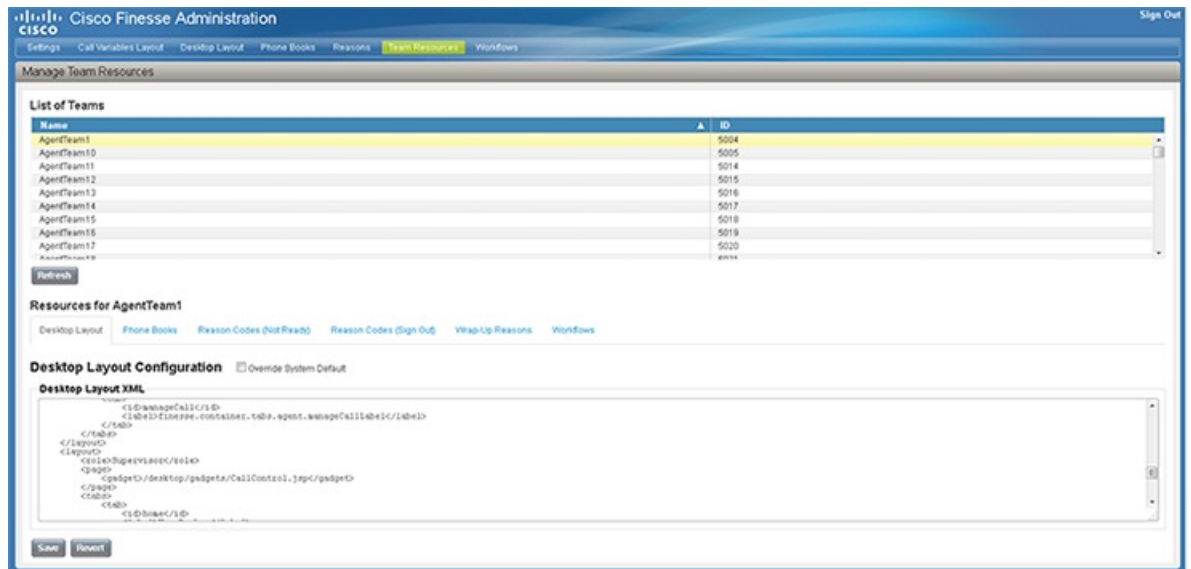 Cisco Finesse Administration
Sign Out
CISCO
Settings Call Variables Layout Desktop Layout Phone Books Reasons Team Resources Workflows
Manage Team Resources
List of Teams
Name ID
AgentTeam1 5004
AgentTeam10 5005
AgentTeam11 5014
AgentTeam12 5015
AgentTeam13 5016
AgentTeam14 5017
AgentTeam15 5018
AgentTeam16 5019
AgentTeam17 5020
AgentTeam18 5021
Refresh
Resources for AgentTeam1
Desktop Layout Phone Books Reason Codes (Not Ready) Reason Codes (Sign Out) Wrap-Up Reasons Workflows
Desktop Layout Configuration Override System Default
Desktop Layout XML
<id>manageCall</id>
<label>finesse.container.tabs.agent.manageCallLabel</label>
</tab>
</tabs>
</layout>
<layout>
<role>Supervisor</role>
<page>
<gadget>/desktop/gadgets/CallControl.jsp</gadget>
</page>
<tabs>
<tab>
<id>home</id>
Save Revert